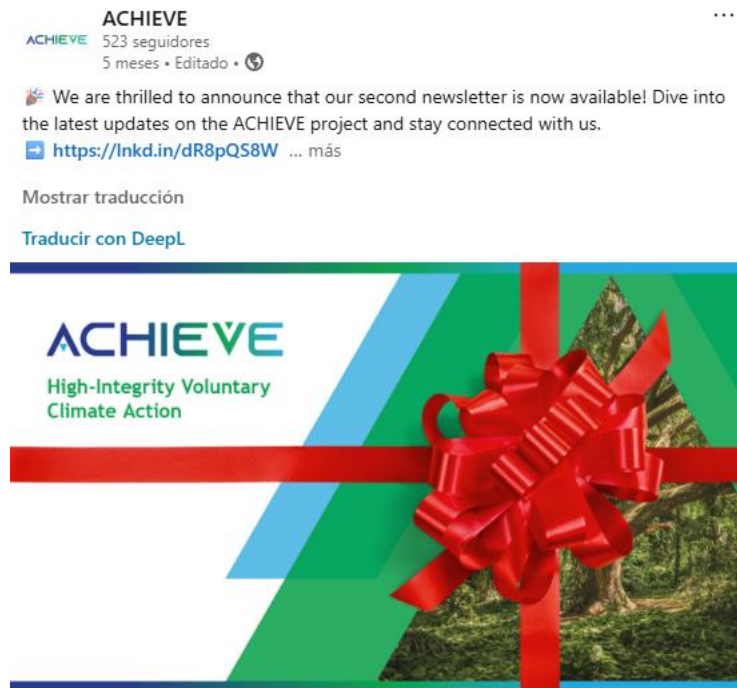 ACHIEVE
ACHIEVE
523 seguidores
5 meses • Editado •
🎉 We are thrilled to announce that our second newsletter is now available! Dive into
the latest updates on the ACHIEVE project and stay connected with us.
➡️ https://lnkd.in/dR8pQS8W ... más
Mostrar traducción
Traducir con DeepL
ACHIEVE
High-Integrity Voluntary
Climate Action